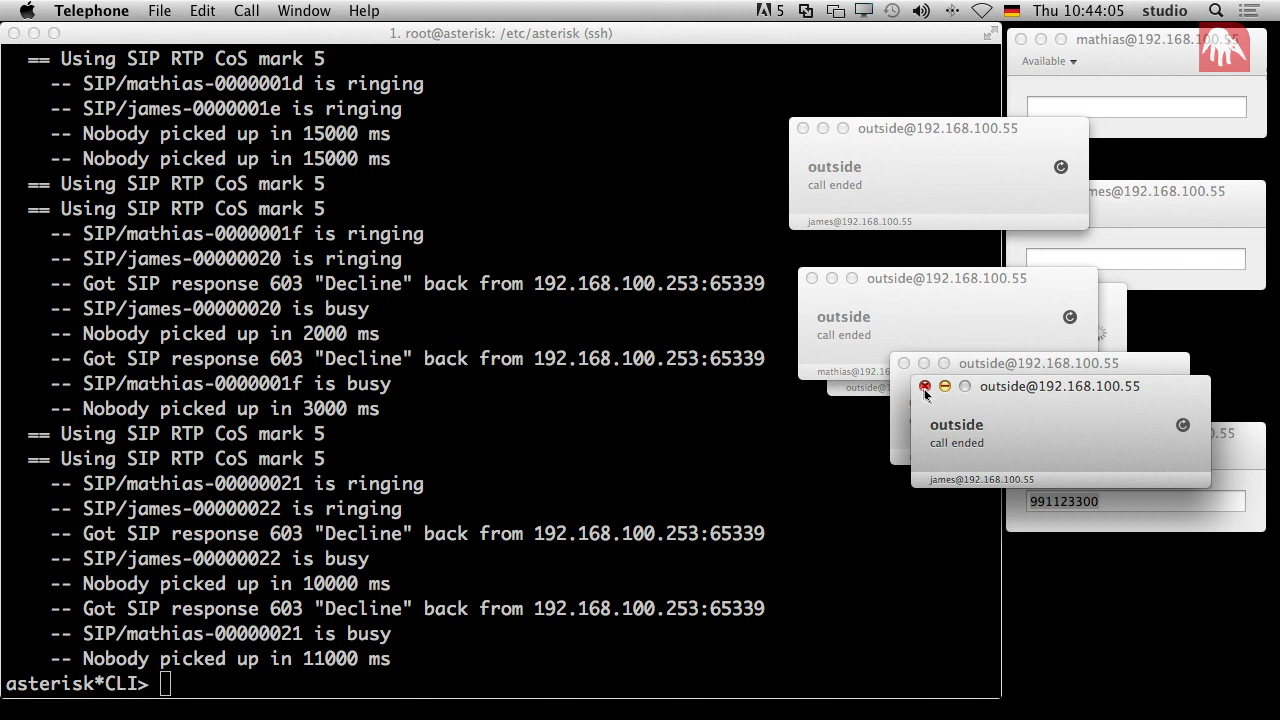 Telephone File Edit Call Window Help 5 Thu 10:44:05 studio
1. root@asterisk: /etc/asterisk (ssh)
== Using SIP RTP CoS mark 5
-- SIP/mathias-0000001d is ringing
-- SIP/james-0000001e is ringing
-- Nobody picked up in 15000 ms
-- Nobody picked up in 15000 ms
== Using SIP RTP CoS mark 5
== Using SIP RTP CoS mark 5
-- SIP/mathias-0000001f is ringing
-- SIP/james-00000020 is ringing
-- Got SIP response 603 "Decline" back from 192.168.100.253:65339
-- SIP/james-00000020 is busy
-- Nobody picked up in 2000 ms
-- Got SIP response 603 "Decline" back from 192.168.100.253:65339
-- SIP/mathias-0000001f is busy
-- Nobody picked up in 3000 ms
== Using SIP RTP CoS mark 5
== Using SIP RTP CoS mark 5
-- SIP/mathias-00000021 is ringing
-- SIP/james-00000022 is ringing
-- Got SIP response 603 "Decline" back from 192.168.100.253:65339
-- SIP/james-00000022 is busy
-- Nobody picked up in 10000 ms
-- Got SIP response 603 "Decline" back from 192.168.100.253:65339
-- SIP/mathias-00000021 is busy
-- Nobody picked up in 11000 ms
asterisk*CLI>
mathias@192.168.100.55
Available
outside@192.168.100.55
outside
call ended
james@192.168.100.55
mes@192.168.100.55
outside@192.168.100.55
outside
call ended
mathias@192.16
outside@1
outside@192.168.100.55
outside@192.168.100.55
outside
call ended
james@192.168.100.55
0.55
991123300